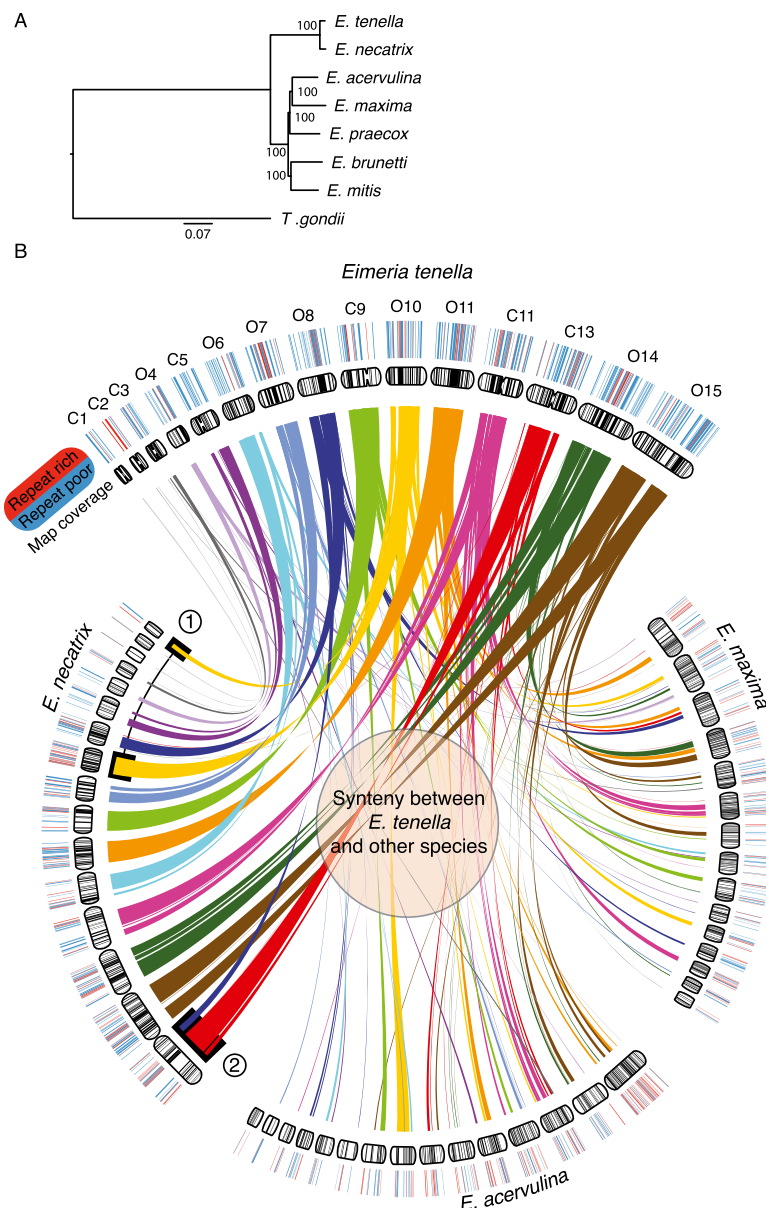 A
100
E. tenella
E. necatrix
E. acervulina
100
E. maxima
100
E. praecox
100
E. brunetti
100
E. mitis
T .gondii
0.07
B
Eimeria tenella
C1
C2
C3
O4
C5
O6
O7
O8
C9
O10
O11
C11
C13
O14
O15
Repeat rich
Repeat poor
Map coverage
1
E. necatrix
E. maxima
Synteny between
E. tenella
and other species
2
E. acervulina